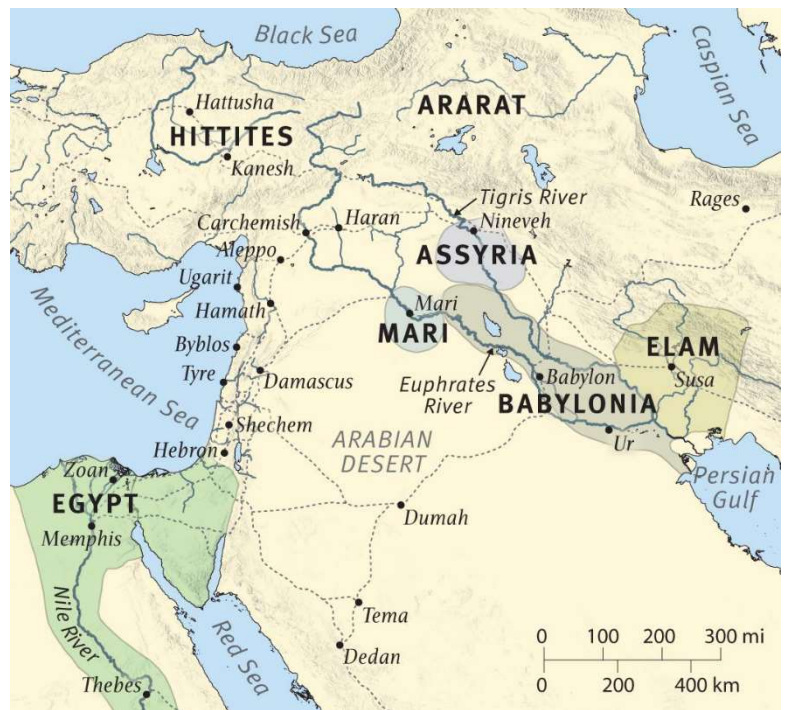 Black Sea
Caspian Sea
Hattusha
ARARAT
HITTITES
Kanesh
Tigris River
Rages
Carchemish
Haran
Nineveh
Aleppo
ASSYRIA
Ugarit
Mediterranean Sea
Hamath
Mari
MARI
ELAM
Byblos
Susa
Tyre
Damascus
Euphrates
River
Babylon
BABYLONIA
Shechem
ARABIAN
DESERT
Ur
Hebron
Zoan
Persian
Gulf
EGYPT
Dumah
Memphis
Nile River
Red Sea
Tema
Dedan
Thebes
0 100 200 300 mi
0 200 400 km